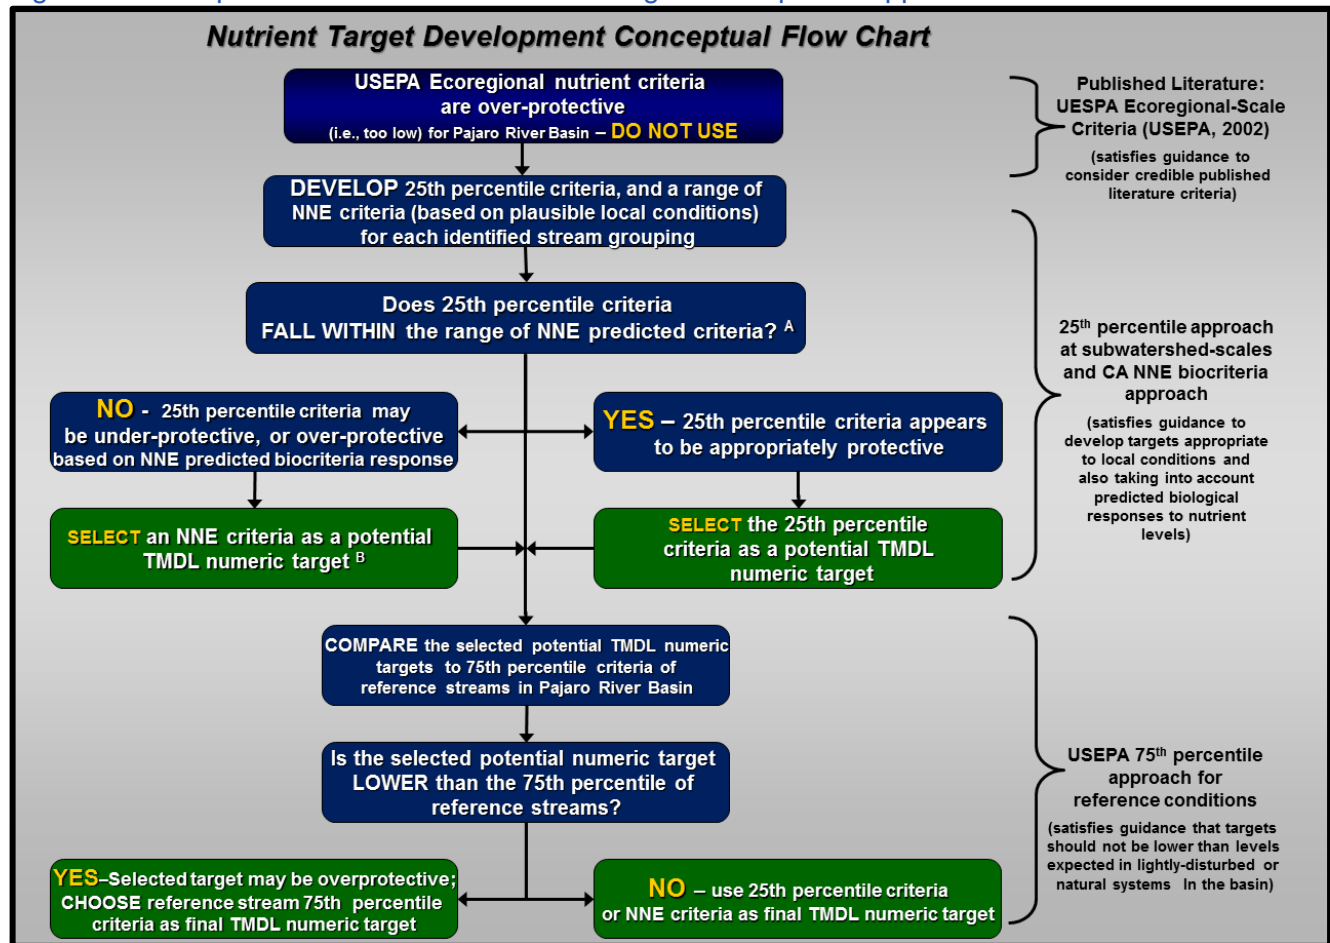 Nutrient Target Development Conceptual Flow Chart
USEPA Ecoregional nutrient criteria
are over-protective
(i.e., too low) for Pajaro River Basin – DO NOT USE
Published Literature:
UESPA Ecoregional-Scale
Criteria (USEPA, 2002)
(satisfies guidance to
consider credible published
literature criteria)
DEVELOP 25th percentile criteria, and a range of
NNE criteria (based on plausible local conditions)
for each identified stream grouping
Does 25th percentile criteria
FALL WITHIN the range of NNE predicted criteria? A
25th percentile approach
at subwatershed-scales
and CA NNE biocriteria
approach
(satisfies guidance to
develop targets appropriate
to local conditions and
also taking into account
predicted biological
responses to nutrient
levels)
NO - 25th percentile criteria may
be under-protective, or over-protective
based on NNE predicted biocriteria response
YES – 25th percentile criteria appears
to be appropriately protective
SELECT an NNE criteria as a potential
TMDL numeric target B
SELECT the 25th percentile
criteria as a potential TMDL
numeric target
COMPARE the selected potential TMDL numeric
targets to 75th percentile criteria of
reference streams in Pajaro River Basin
Is the selected potential numeric target
LOWER than the 75th percentile of
reference streams?
USEPA 75th percentile
approach for
reference conditions
(satisfies guidance that targets
should not be lower than levels
expected in lightly-disturbed or
natural systems In the basin)
YES–Selected target may be overprotective;
CHOOSE reference stream 75th percentile
criteria as final TMDL numeric target
NO – use 25th percentile criteria
or NNE criteria as final TMDL numeric target